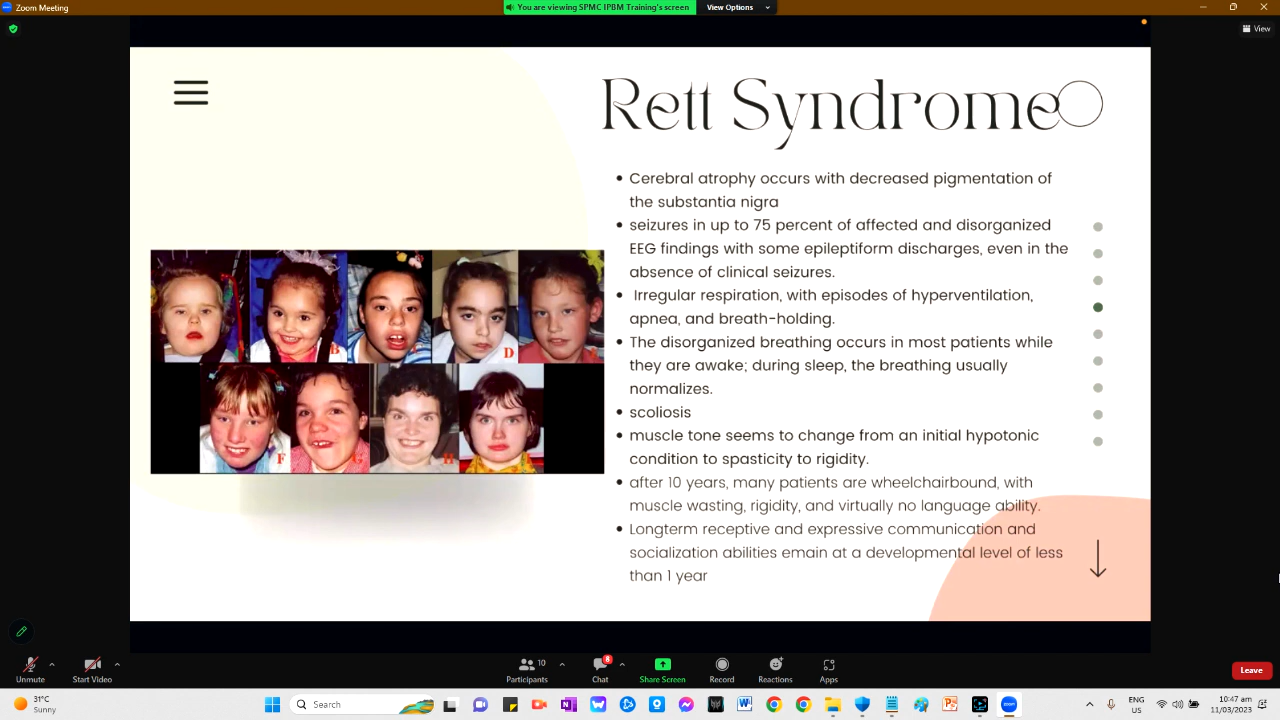 Zoom Meeting
You are viewing SPMC IPBM Training's screen
View Options
View
Rett Syndrome
Cerebral atrophy occurs with decreased pigmentation of
the substantia nigra
seizures in up to 75 percent of affected and disorganized
EEG findings with some epileptiform discharges, even in the
absence of clinical seizures.
Irregular respiration, with episodes of hyperventilation,
apnea, and breath-holding.
The disorganized breathing occurs in most patients while
they are awake; during sleep, the breathing usually
normalizes.
scoliosis
muscle tone seems to change from an initial hypotonic
condition to spasticity to rigidity.
after 10 years, many patients are wheelchairbound, with
muscle wasting, rigidity, and virtually no language ability.
Longterm receptive and expressive communication and
socialization abilities emain at a developmental level of less
than 1 year
B
D
F
H
Unmute
Start Video
10
Participants
8
Chat
Share Screen
Record
Reactions
Apps
Leave
31°C
Sunny
Search
10:47 am
11/03/2023